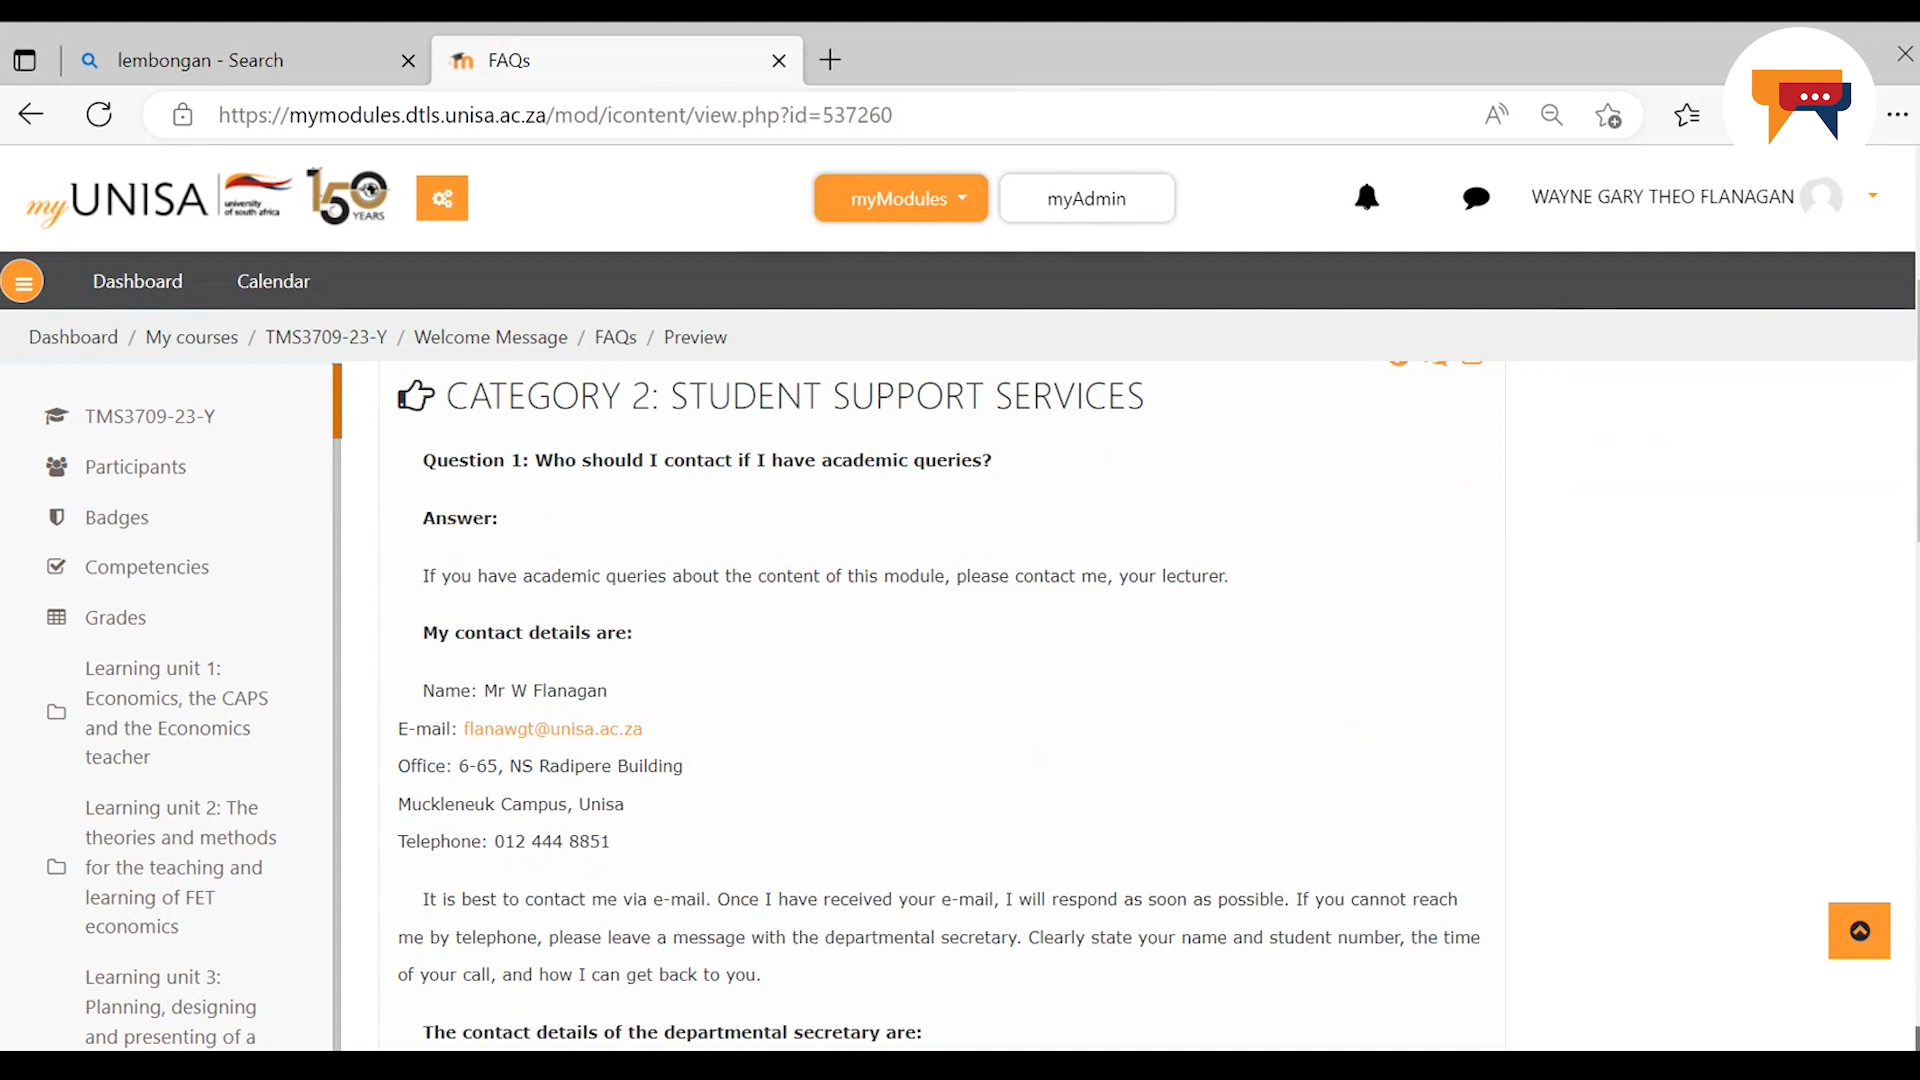 lembongan - Search
FAQs
https://mymodules.dtls.unisa.ac.za/mod/icontent/view.php?id=537260
myUNISA
university
of south africa
150
YEARS
myModules
myAdmin
WAYNE GARY THEO FLANAGAN
Dashboard
Calendar
Dashboard / My courses / TMS3709-23-Y / Welcome Message / FAQs / Preview
TMS3709-23-Y
Participants
Badges
Competencies
Grades
Learning unit 1:
Economics, the CAPS
and the Economics
teacher
Learning unit 2: The
theories and methods
for the teaching and
learning of FET
economics
Learning unit 3:
Planning, designing
and presenting of a
CATEGORY 2: STUDENT SUPPORT SERVICES
Question 1: Who should I contact if I have academic queries?
Answer:
If you have academic queries about the content of this module, please contact me, your lecturer.
My contact details are:
Name: Mr W Flanagan
E-mail: flanawgt@unisa.ac.za
Office: 6-65, NS Radipere Building
Muckleneuk Campus, Unisa
Telephone: 012 444 8851
It is best to contact me via e-mail. Once I have received your e-mail, I will respond as soon as possible. If you cannot reach
me by telephone, please leave a message with the departmental secretary. Clearly state your name and student number, the time
of your call, and how I can get back to you.
The contact details of the departmental secretary are: